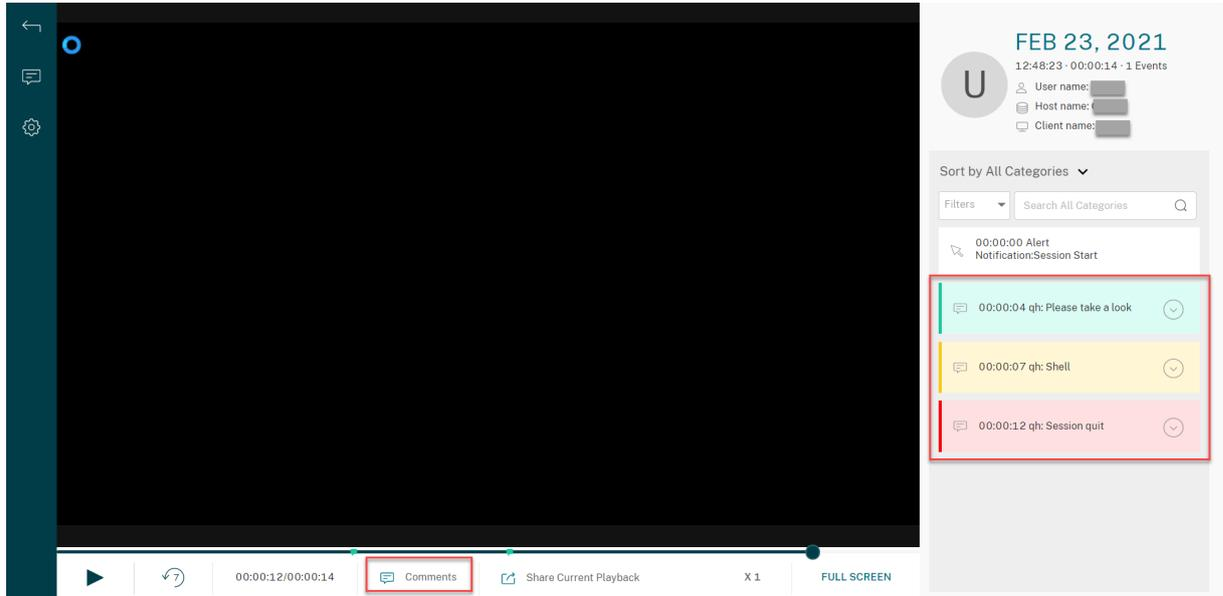 U
FEB 23, 2021
12:48:23 · 00:00:14 · 1 Events
User name:
Host name:
Client name:
Sort by All Categories
Filters
Search All Categories
00:00:00 Alert
Notification:Session Start
00:00:04 qh: Please take a look
00:00:07 qh: Shell
00:00:12 qh: Session quit
7
00:00:12/00:00:14
Comments
Share Current Playback
X 1
FULL SCREEN